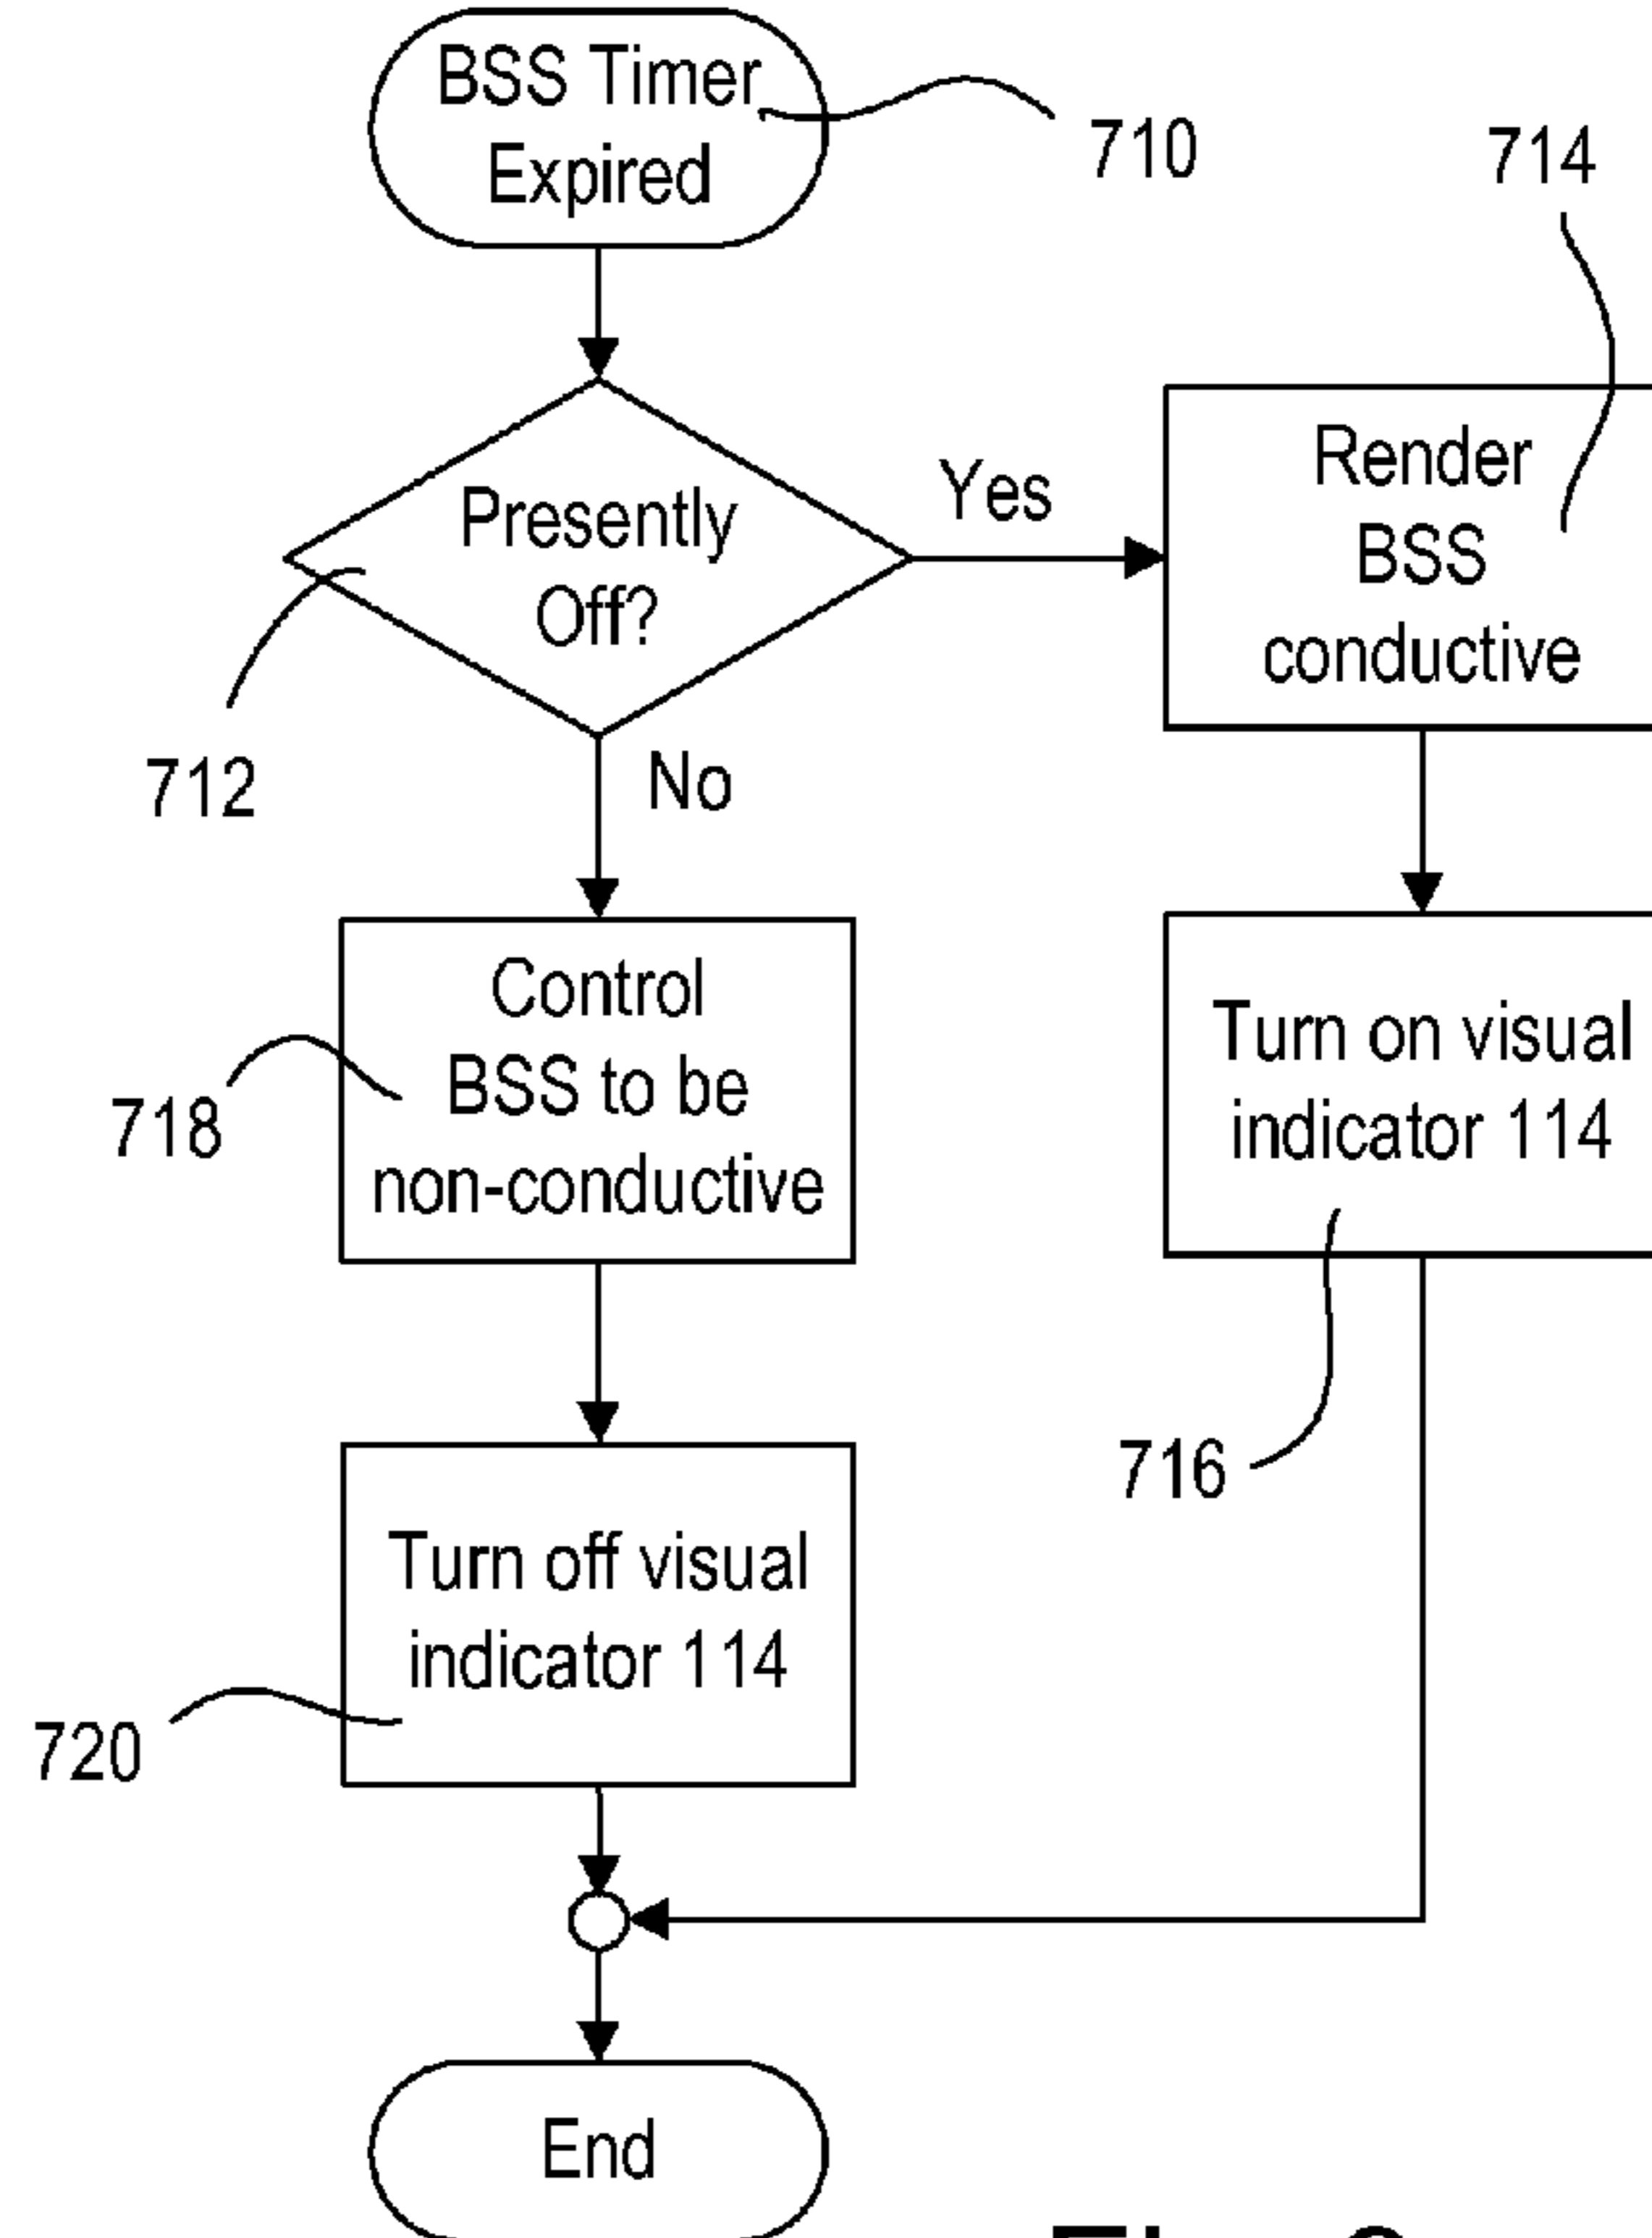 BSS Timer
Expired
710
714
Presently
Off?
Yes
Render
BSS
conductive
712
No
Control
BSS to be
non-conductive
718
Turn on visual
indicator 114
716
Turn off visual
indicator 114
720
End